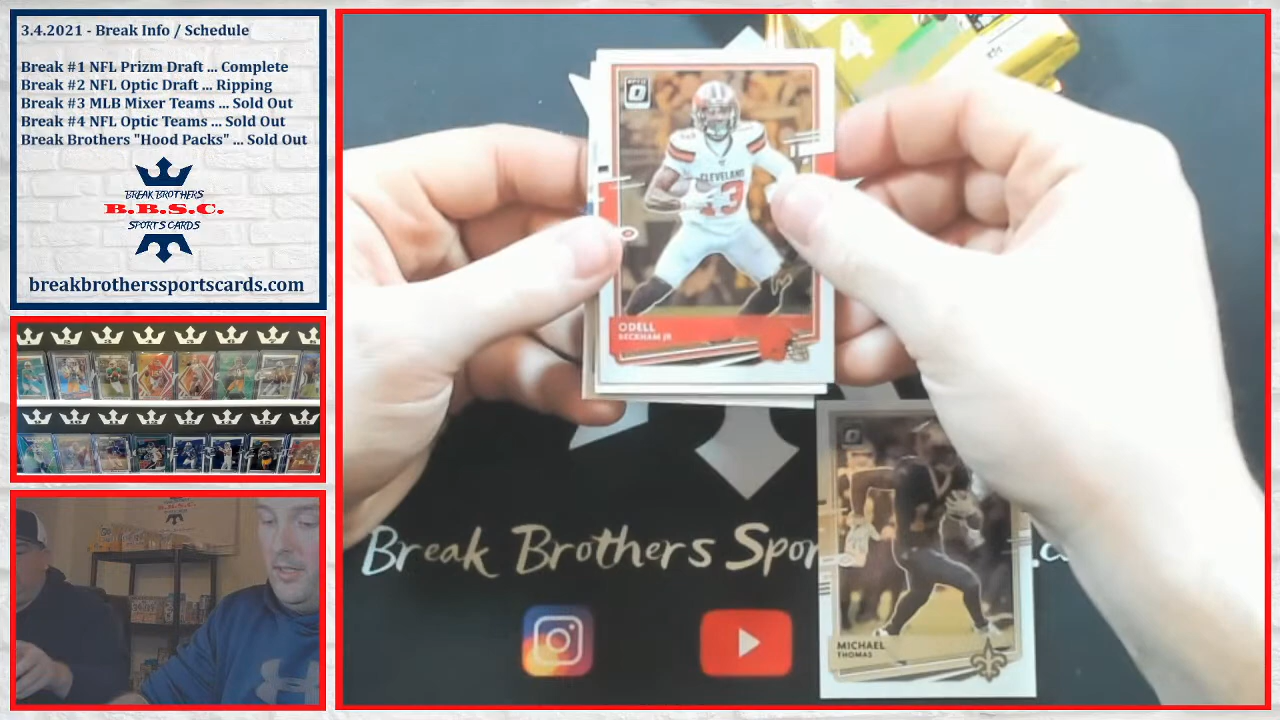 3.4.2021 - Break Info / Schedule
Break #1 NFL Prizm Draft ... Complete
Break #2 NFL Optic Draft ... Ripping
Break #3 MLB Mixer Teams ... Sold Out
Break #4 NFL Optic Teams ... Sold Out
Break Brothers "Hood Packs" ... Sold Out
BREAK BROTHERS
B.B.S.C.
SPORTS CARDS
breakbrotherssportscards.com
CLEVELAND
13
ODELL
BECKHAM JR
Break Brothers Spor
MICHAEL
THOMAS